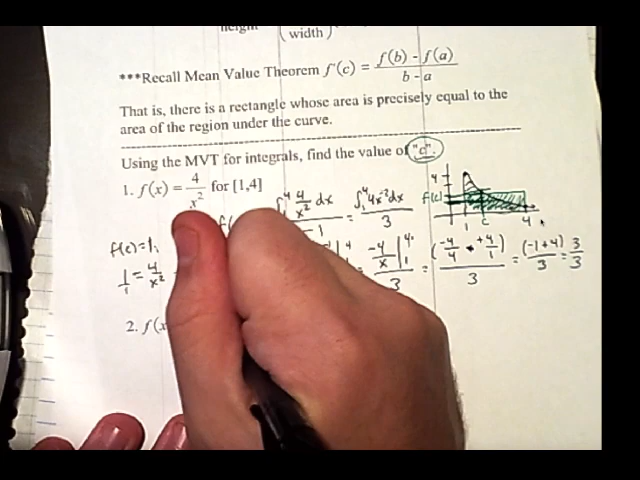 height (width)
***Recall Mean Value Theorem f'(c) = f(b) - f(a) / b - a
That is, there is a rectangle whose area is precisely equal to the
area of the region under the curve.
Using the MVT for integrals, find the value of "c".
1. f(x) = 4/x² for [1,4]
∫₁⁴ 4/x² dx = ∫₁⁴ 4x⁻² dx / 3
4
f(c)
1 c 4
f(c)=1
-4/x |₁⁴ / 3 = (-4/4 + +4/1) / 3 = (-1+4) / 3 = 3/3
1/1 = 4/x²
2. f(x